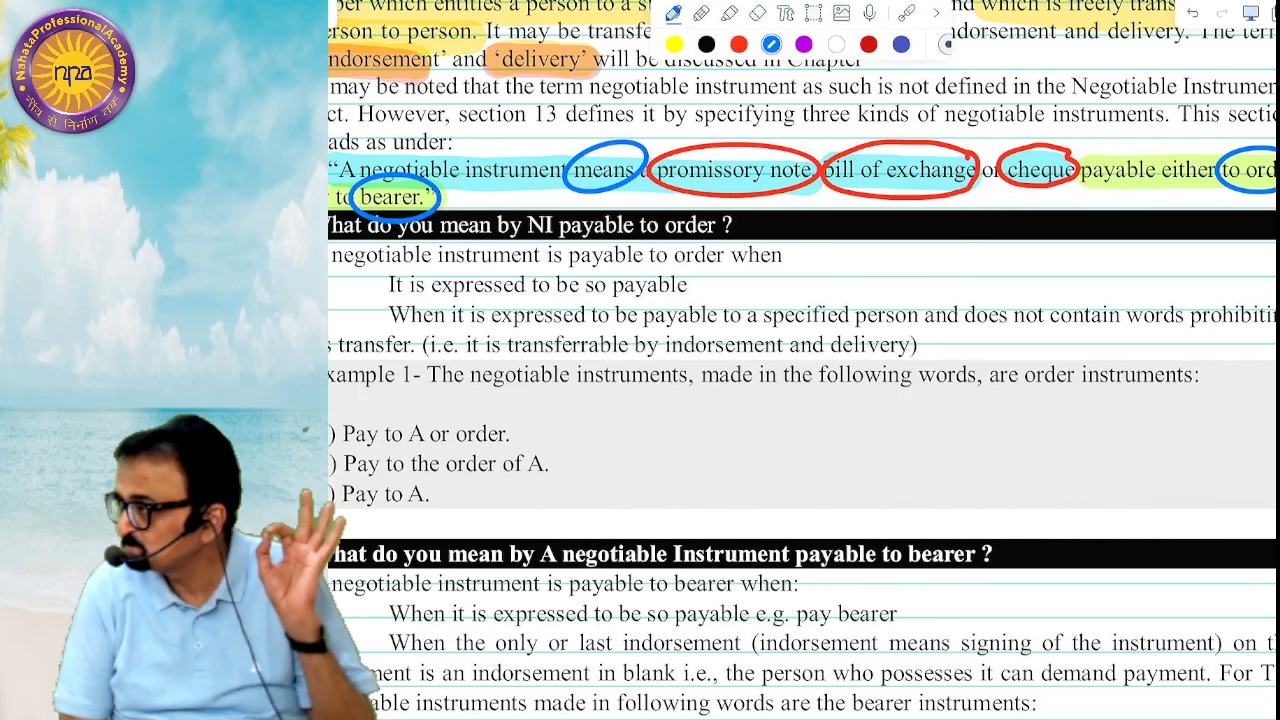 NahataProfessionalAcademy
npa
नींव से निर्माण तक
per which entities a person to a s
nd which is freely trans
erson to person. It may be transfe
dorsement and delivery. The ter
ndorsement’ and ‘delivery’ will be discussed in Chapter
may be noted that the term negotiable instrument as such is not defined in the Negotiable Instrumen
ct. However, section 13 defines it by specifying three kinds of negotiable instruments. This secti
ads as under:
“A negotiable instrument means a promissory note, bill of exchange or cheque payable either to ord
to bearer.”
hat do you mean by NI payable to order ?
negotiable instrument is payable to order when
It is expressed to be so payable
When it is expressed to be payable to a specified person and does not contain words prohibitin
s transfer. (i.e. it is transferrable by indorsement and delivery)
xample 1- The negotiable instruments, made in the following words, are order instruments:
) Pay to A or order.
) Pay to the order of A.
) Pay to A.
hat do you mean by A negotiable Instrument payable to bearer ?
negotiable instrument is payable to bearer when:
When it is expressed to be so payable e.g. pay bearer
When the only or last indorsement (indorsement means signing of the instrument) on t
ment is an indorsement in blank i.e., the person who possesses it can demand payment. For T
able instruments made in following words are the bearer instruments: